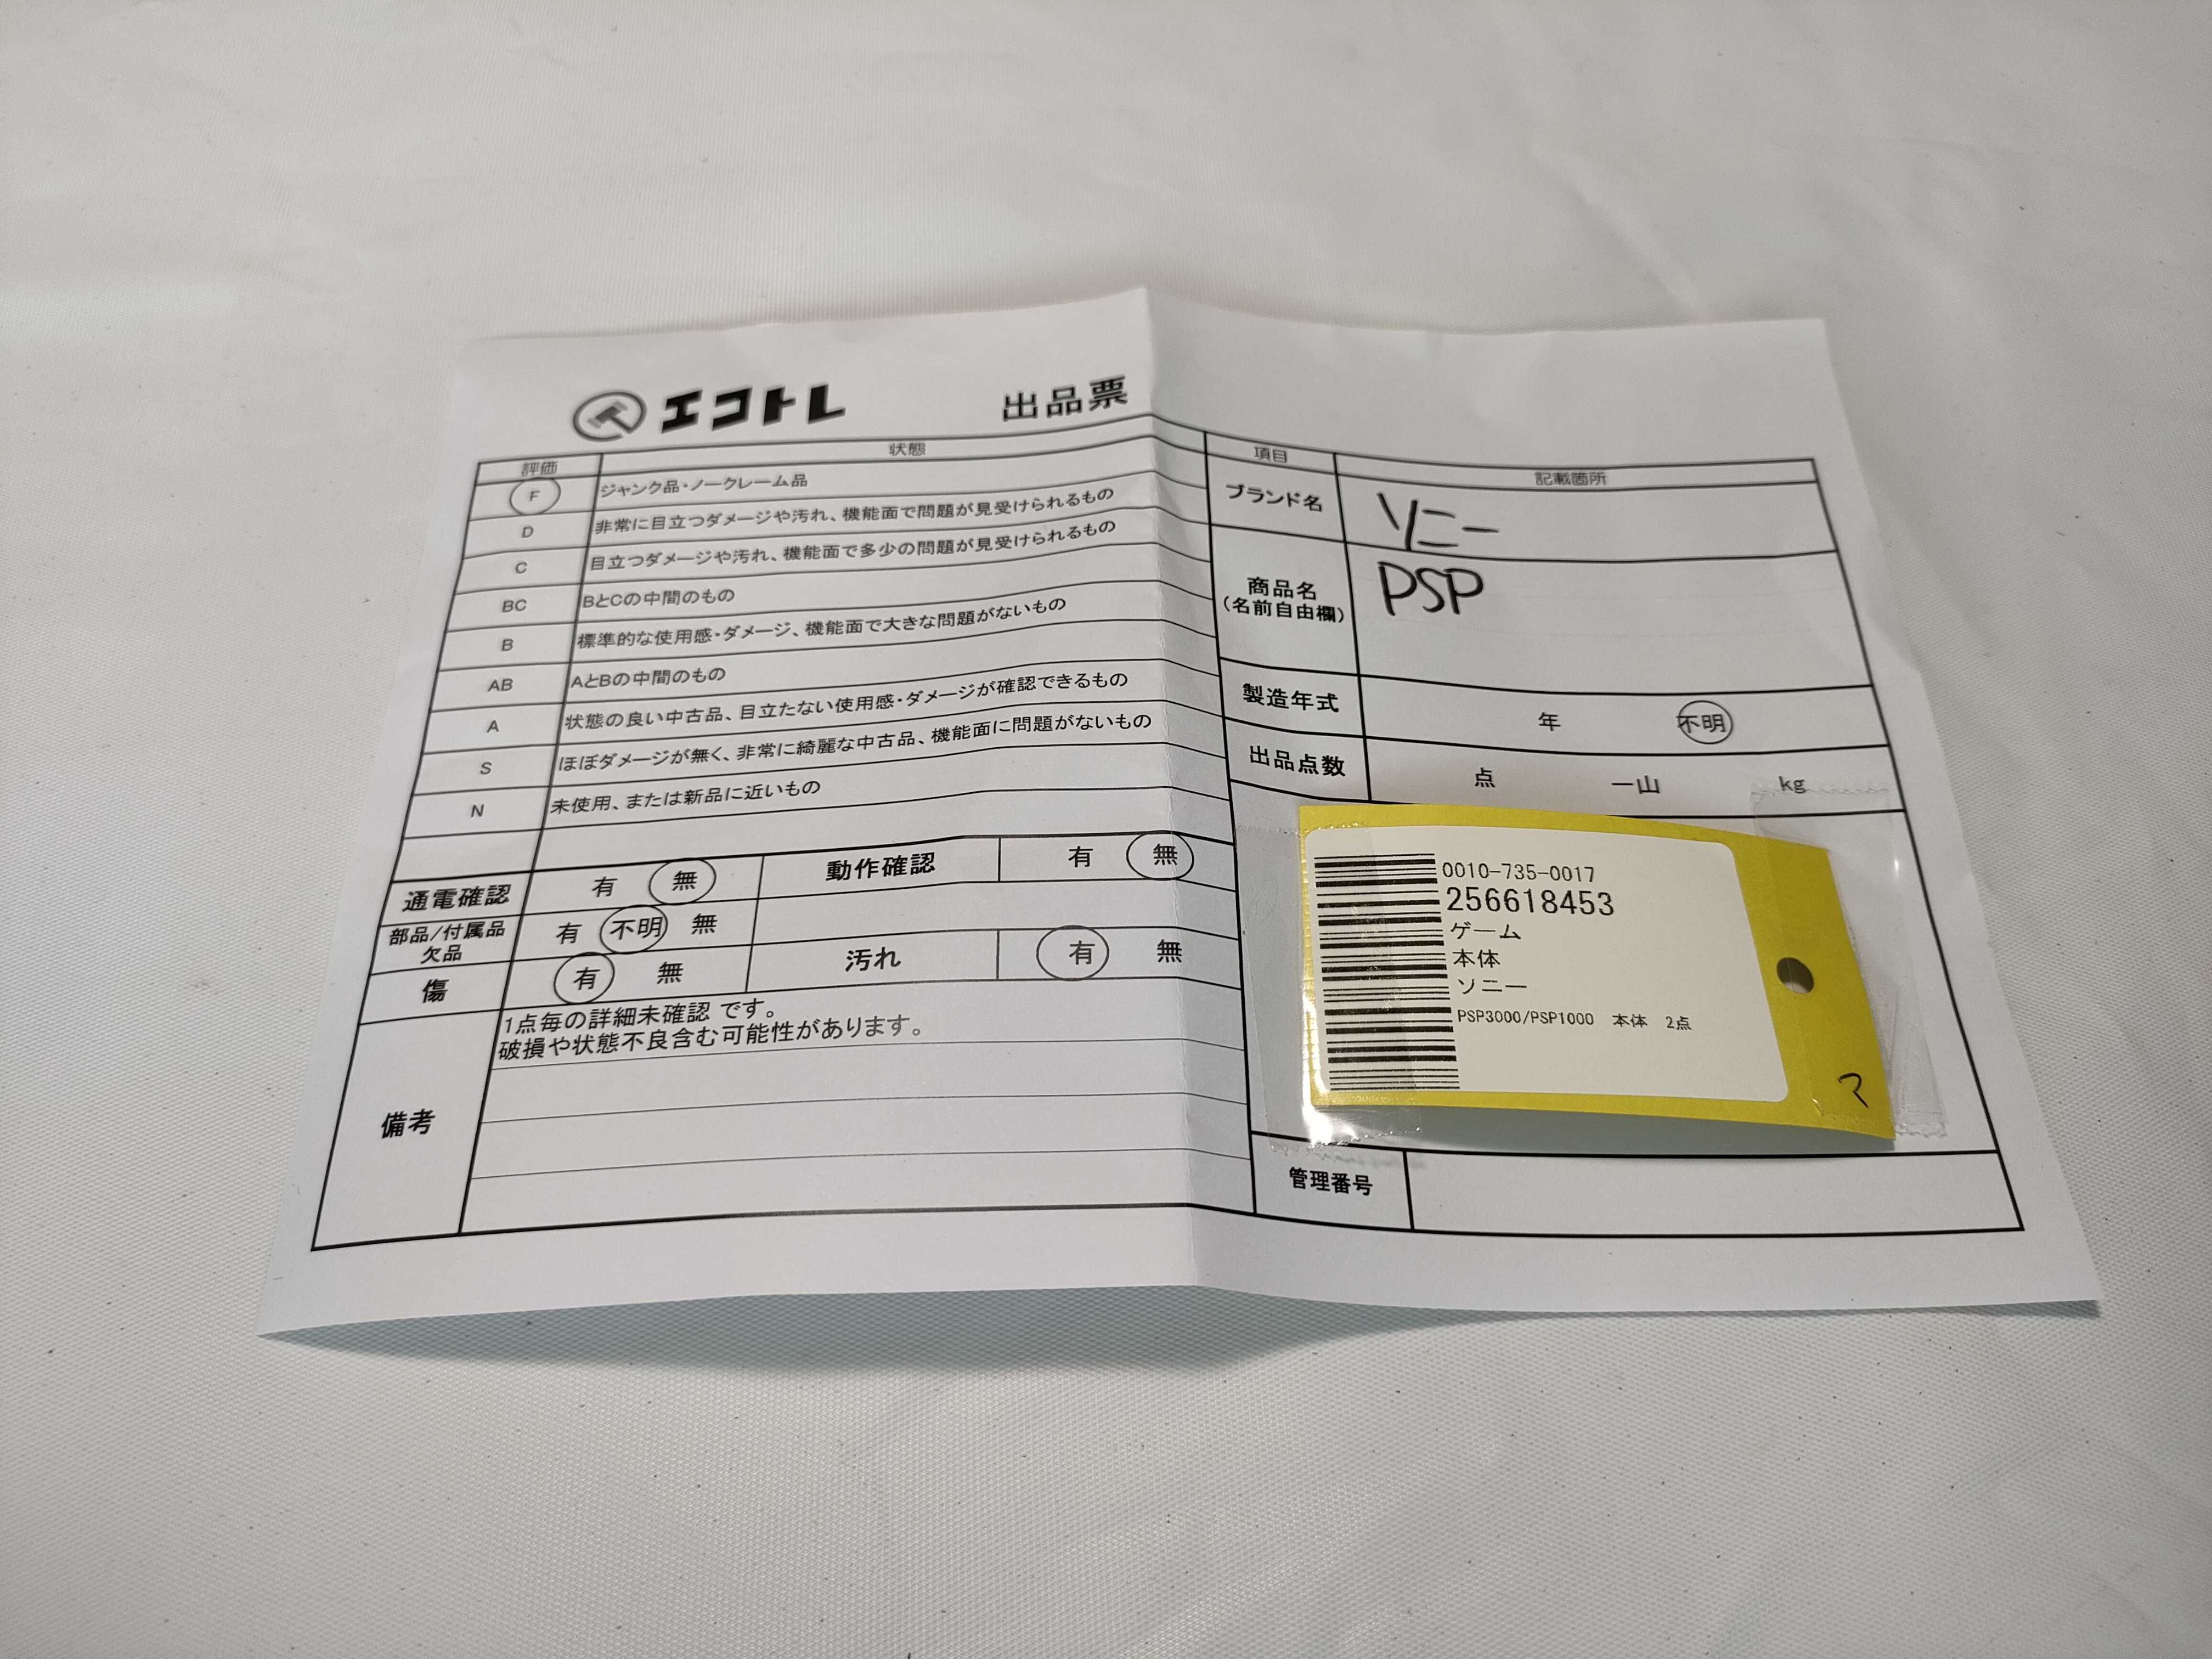 エコトレ 出品票
評価 状態
F ジャンク品・ノークレーム品
D 非常に目立つダメージや汚れ、機能面で問題が見受けられるもの
C 目立つダメージや汚れ、機能面で多少の問題が見受けられるもの
BC BとCの中間のもの
B 標準的な使用感・ダメージ、機能面で大きな問題がないもの
AB AとBの中間のもの
A 状態の良い中古品、目立たない使用感・ダメージが確認できるもの
S ほぼダメージが無く、非常に綺麗な中古品、機能面に問題がないもの
N 未使用、または新品に近いもの
通電確認 有 無 動作確認 有 無
部品/付属品
欠品 有 不明 無
傷 有 無 汚れ 有 無
備考
1点毎の詳細未確認 です。
破損や状態不良含む可能性があります。
項目 記載箇所
ブランド名 ソニー
商品名
(名前自由欄) PSP
製造年式 年 不明
出品点数 点 一山 kg
0010-735-0017
256618453
ゲーム
本体
ソニー
PSP3000/PSP1000 本体 2点
マ
管理番号